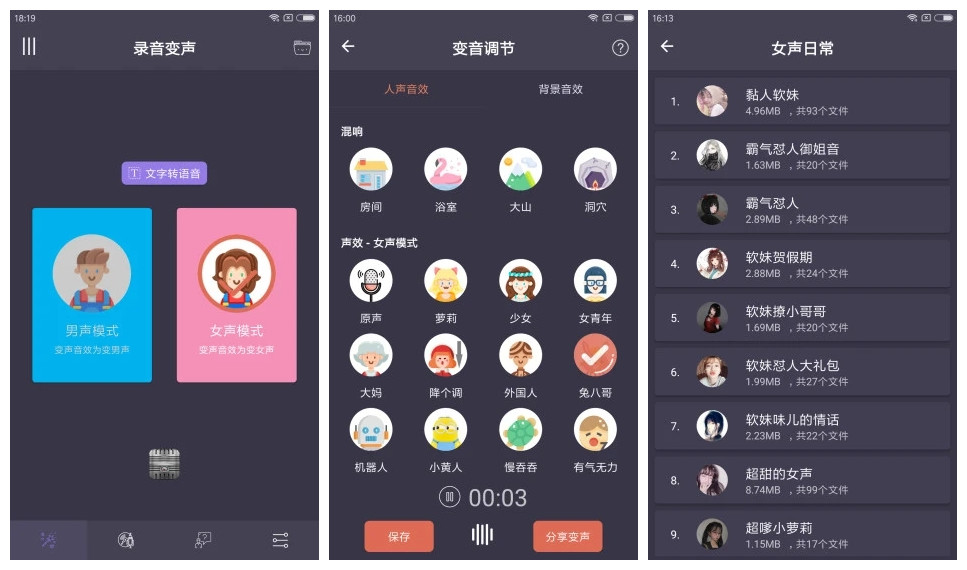 18:19
录音变声
T 文字转语音
男声模式
变声音效为变男声
女声模式
变声音效为变女声
16:00
变音调节
?
人声音效
背景音效
混响
房间
浴室
大山
洞穴
声效 - 女声模式
原声
萝莉
少女
女青年
大妈
降个调
外国人
兔八哥
机器人
小黄人
慢吞吞
有气无力
00:03
保存
分享变声
16:13
女声日常
1.
黏人软妹
4.96MB ，共93个文件
2.
霸气怼人御姐音
1.63MB ，共20个文件
3.
霸气怼人
2.89MB ，共48个文件
4.
软妹贺假期
2.88MB ，共24个文件
5.
软妹撩小哥哥
1.69MB ，共20个文件
6.
软妹怼人大礼包
1.99MB ，共27个文件
7.
软妹味儿的情话
2.23MB ，共22个文件
8.
超甜的女声
8.74MB ，共99个文件
9.
超嗲小萝莉
1.15MB ，共17个文件